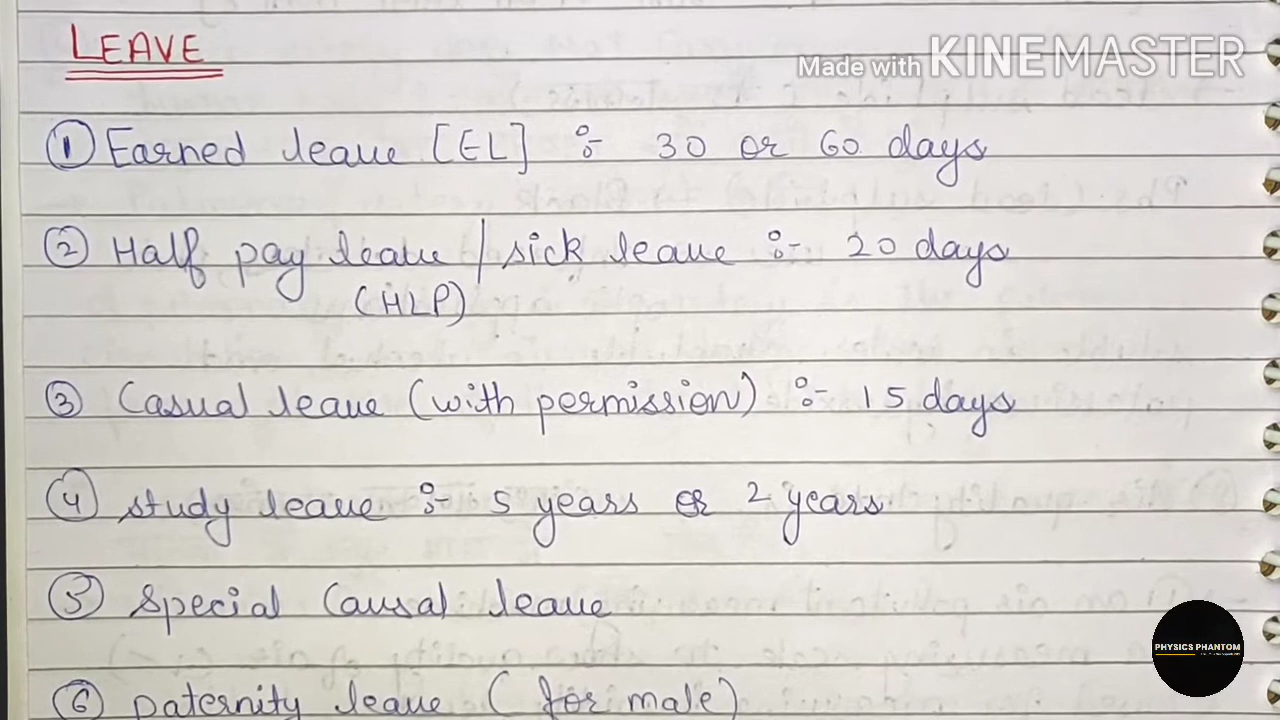 LEAVE
Made with KINEMASTER
① Earned leave [EL] :- 30 or 60 days
② Half pay leave / sick leave :- 20 days
(HLP)
③ Casual leave (with permission) :- 15 days
④ study leave :- 5 years or 2 years
⑤ special causal leave
PHYSICS PHANTOM
⑥ paternity leave (for male)